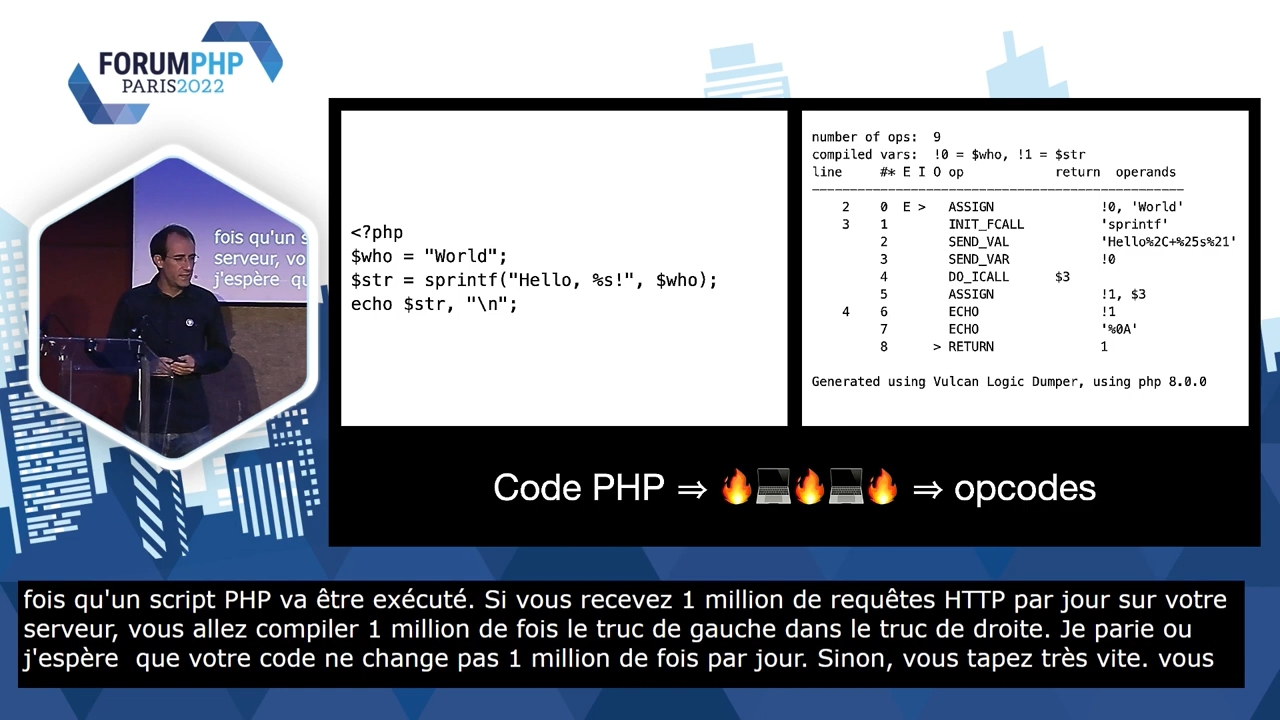 FORUMPHP
PARIS2022
fois qu'un s
serveur, vo
j'espère qu
<?php
$who = "World";
$str = sprintf("Hello, %s!", $who);
echo $str, "\n";
number of ops:  9
compiled vars:  !0 = $who, !1 = $str
line     #* E I O op     return  operands
2     0  E >   ASSIGN     !0, 'World'
3     1        INIT_FCALL     'sprintf'
2        SEND_VAL     'Hello%2C+%25s%21'
3        SEND_VAR     !0
4        DO_ICALL     $3
5        ASSIGN     !1, $3
4     6        ECHO     !1
7        ECHO     '%0A'
8      > RETURN     1
Generated using Vulcan Logic Dumper, using php 8.0.0
Code PHP ⇒ 🔥💻🔥💻🔥 ⇒ opcodes
fois qu'un script PHP va être exécuté. Si vous recevez 1 million de requêtes HTTP par jour sur votre
serveur, vous allez compiler 1 million de fois le truc de gauche dans le truc de droite. Je parie ou
j'espère  que votre code ne change pas 1 million de fois par jour. Sinon, vous tapez très vite. vous